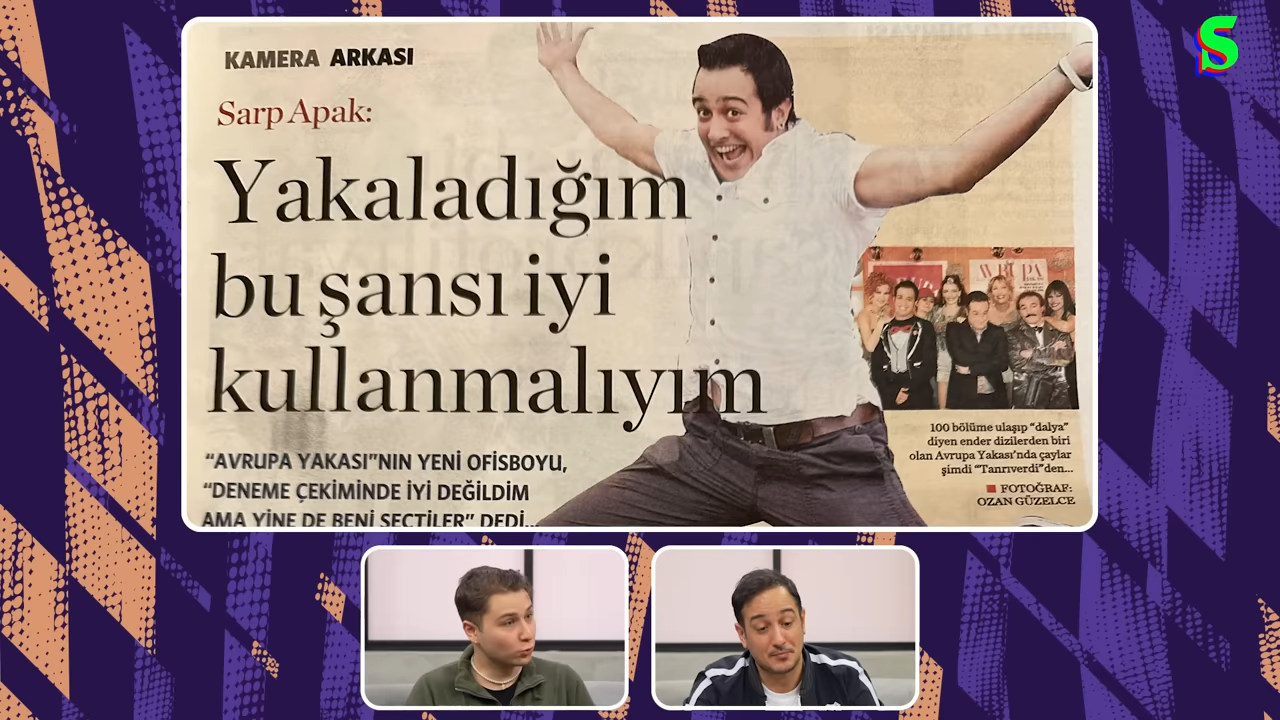 KAMERA ARKASI
Sarp Apak:
Yakaladığım
bu şansı iyi
kullanmalıyım
“AVRUPA YAKASI”NIN YENİ OFİSBOYU,
“DENEME ÇEKİMİNDE İYİ DEĞİLDİM
AMA YİNE DE BENİ SEÇTİLER” DEDİ...
AVRUPA
100 bölüme ulaşıp “dalya”
diyen ender dizilerden biri
olan Avrupa Yakası’nda çaylar
şimdi “Tanrıverdi”den...
FOTOĞRAF:
OZAN GÜZELCE
S